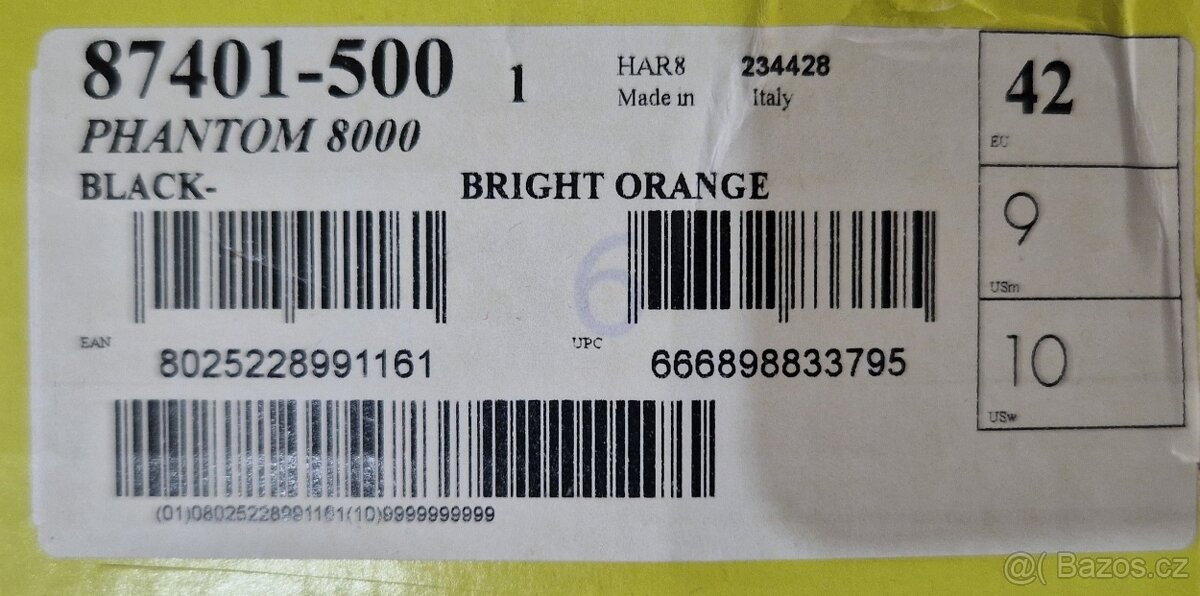 87401-500 1 HAR8 234428
Made in Italy
PHANTOM 8000
BLACK- BRIGHT ORANGE
42
EU
9
USm
10
USw
6
EAN 8025228991161
UPC 666898833795
(01)08025228991161(10)9999999999
@( Bazos.cz